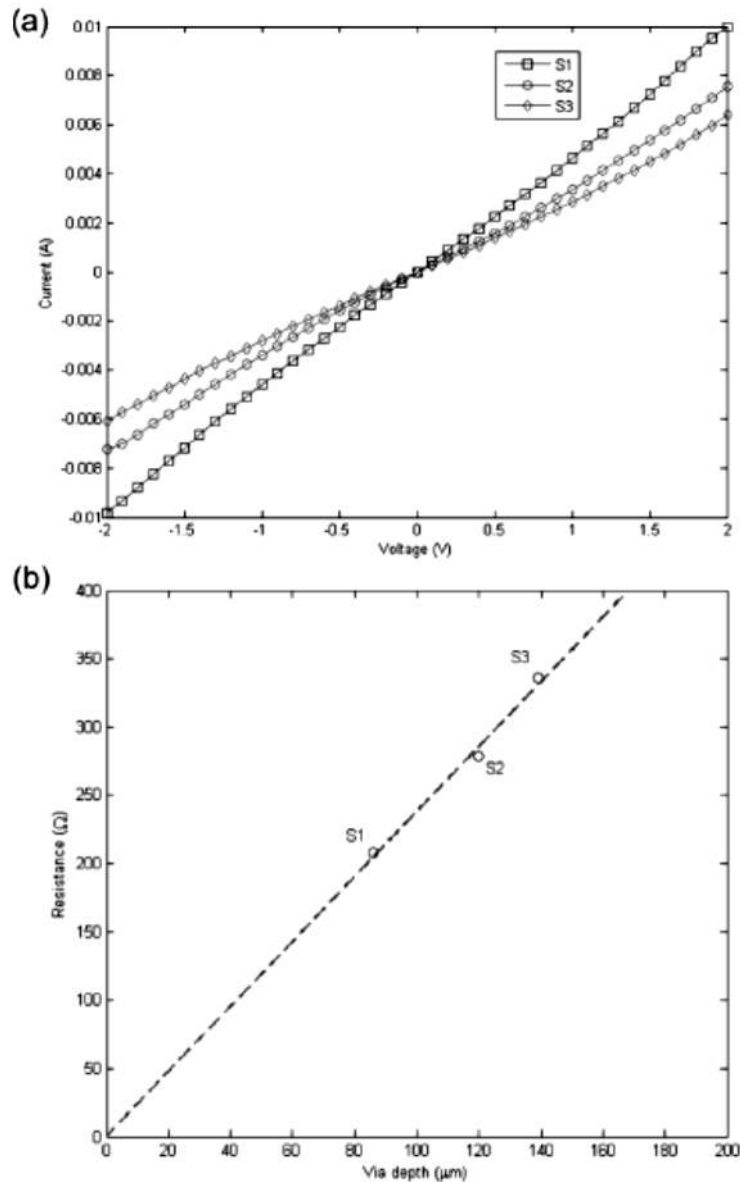 (a)
0.01
0.008
0.006
0.004
0.002
0
-0.002
-0.004
-0.006
-0.008
-0.01
Current (A)
S1
S2
S3
-2 -1.5 -1 -0.5 0 0.5 1 1.5 2
Voltage (V)
(b)
400
350
300
250
200
150
100
50
0
Resistance (Ω)
S3
S2
S1
0 20 40 60 80 100 120 140 160 180 200
Via depth (μm)